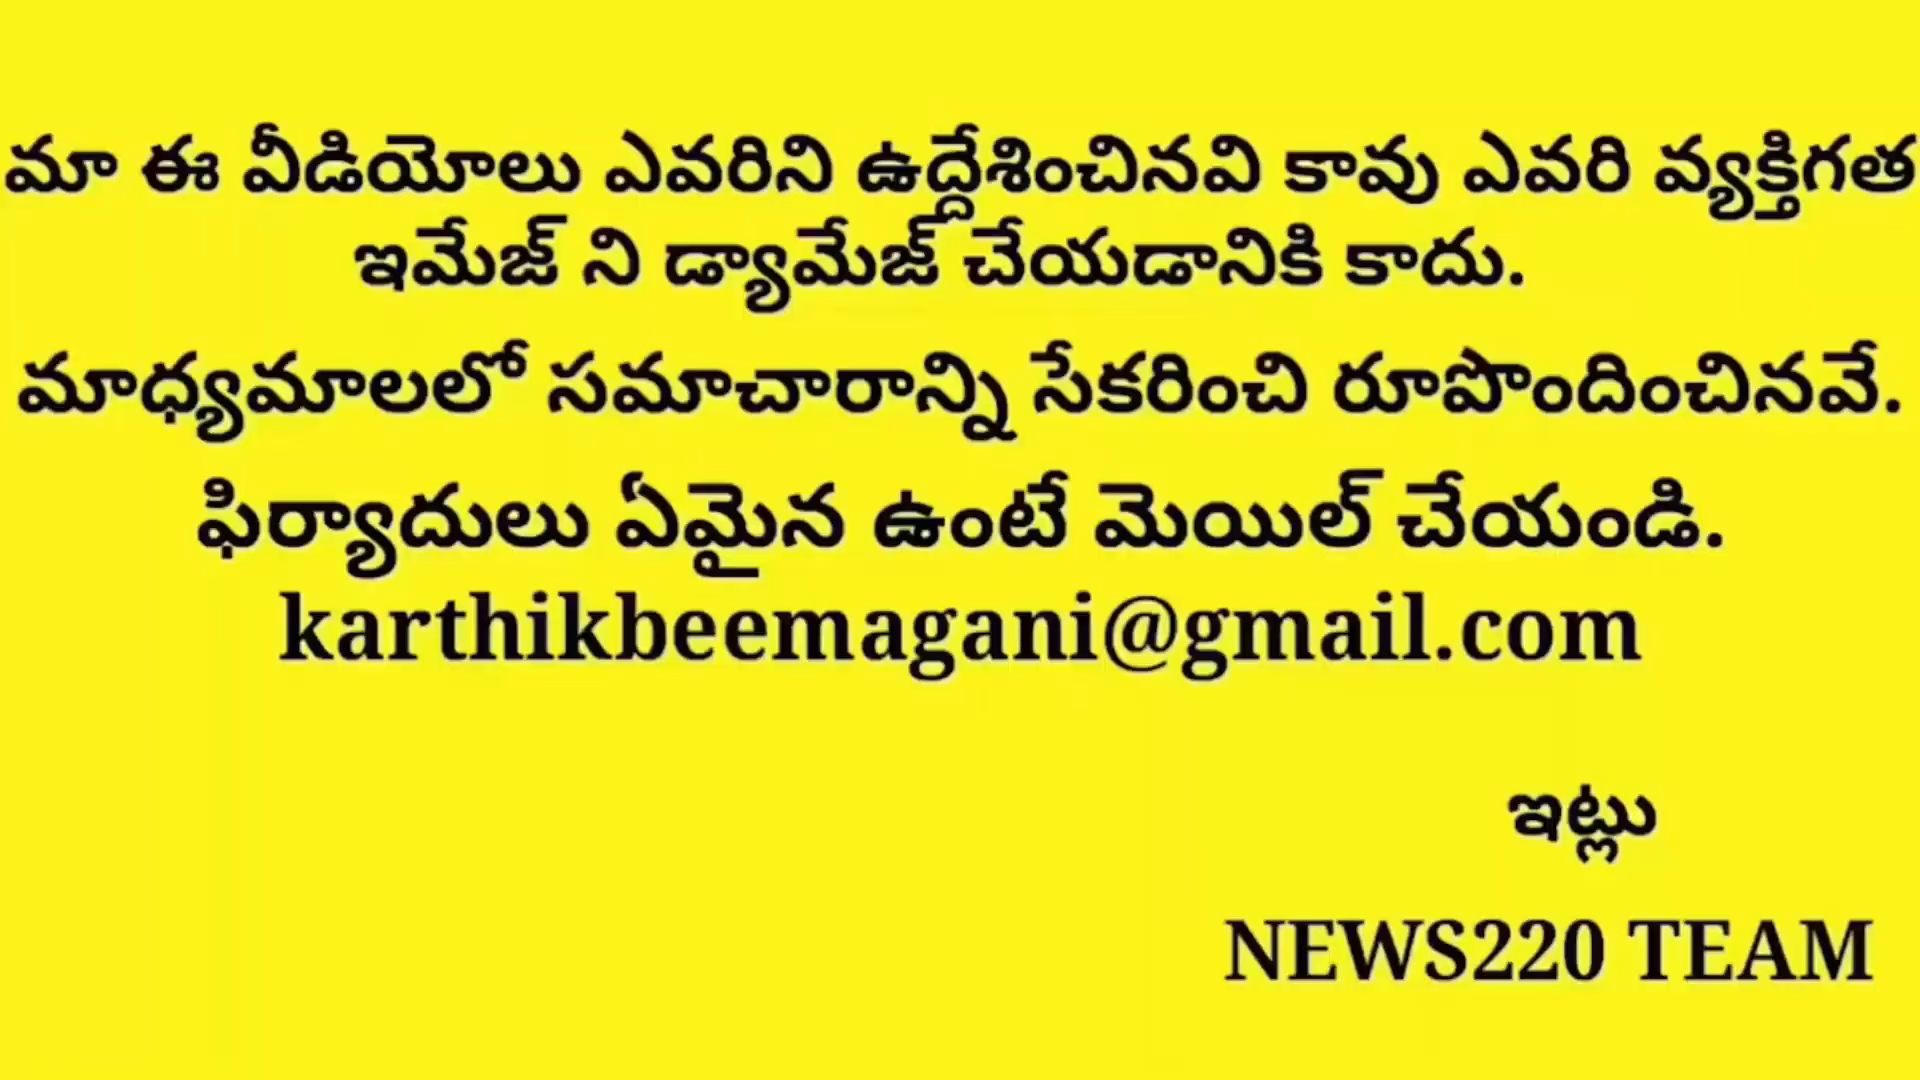 మా ఈ వీడియోలు ఎవరిని ఉద్దేశించినవి కావు ఎవరి వ్యక్తిగత
ఇమేజ్ ని డ్యామేజ్ చేయడానికి కాదు.
మాధ్యమాలలో సమాచారాన్ని సేకరించి రూపొందించినవే.
ఫిర్యాదులు ఏమైన ఉంటే మెయిల్ చేయండి.
karthikbeemagani@gmail.com
ఇట్లు
NEWS220 TEAM